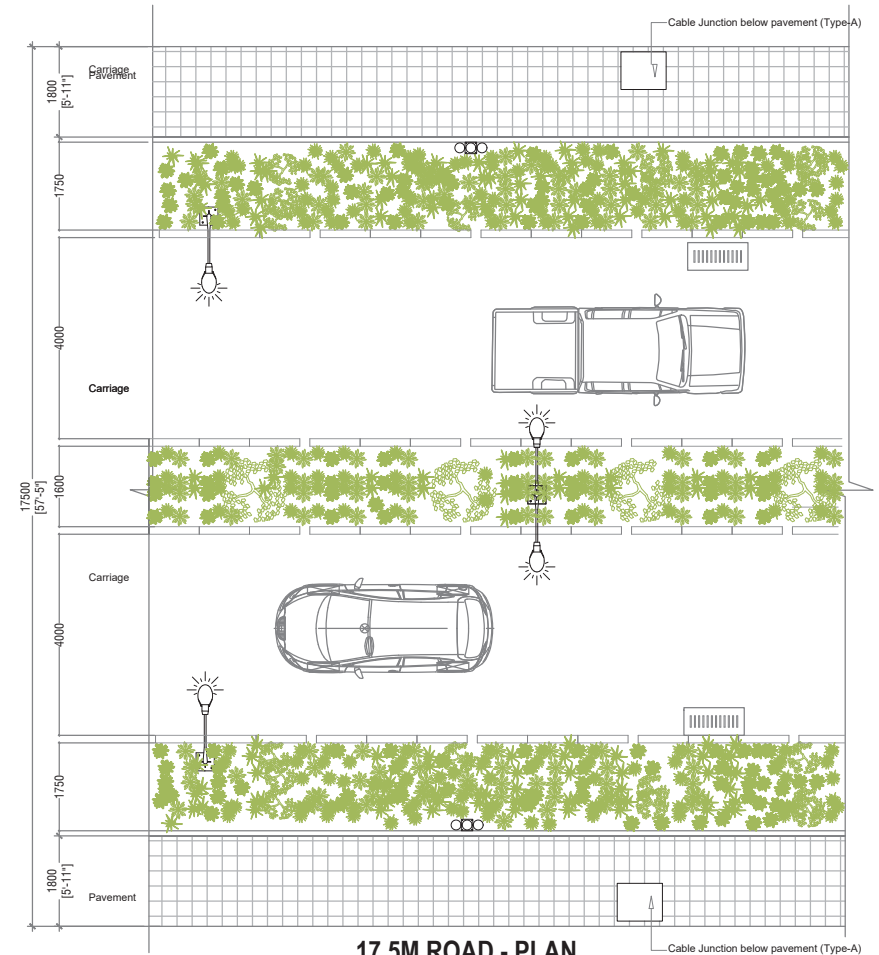 Cable Junction below pavement (Type-A)
Carriage
Pavement
1800
[5'-11"]
1750
4000
Carriage
17500
[57'-5"]
1600
Carriage
4000
1750
1800
[5'-11"]
Pavement
17.5M ROAD - PLAN
Cable Junction below pavement (Type-A)